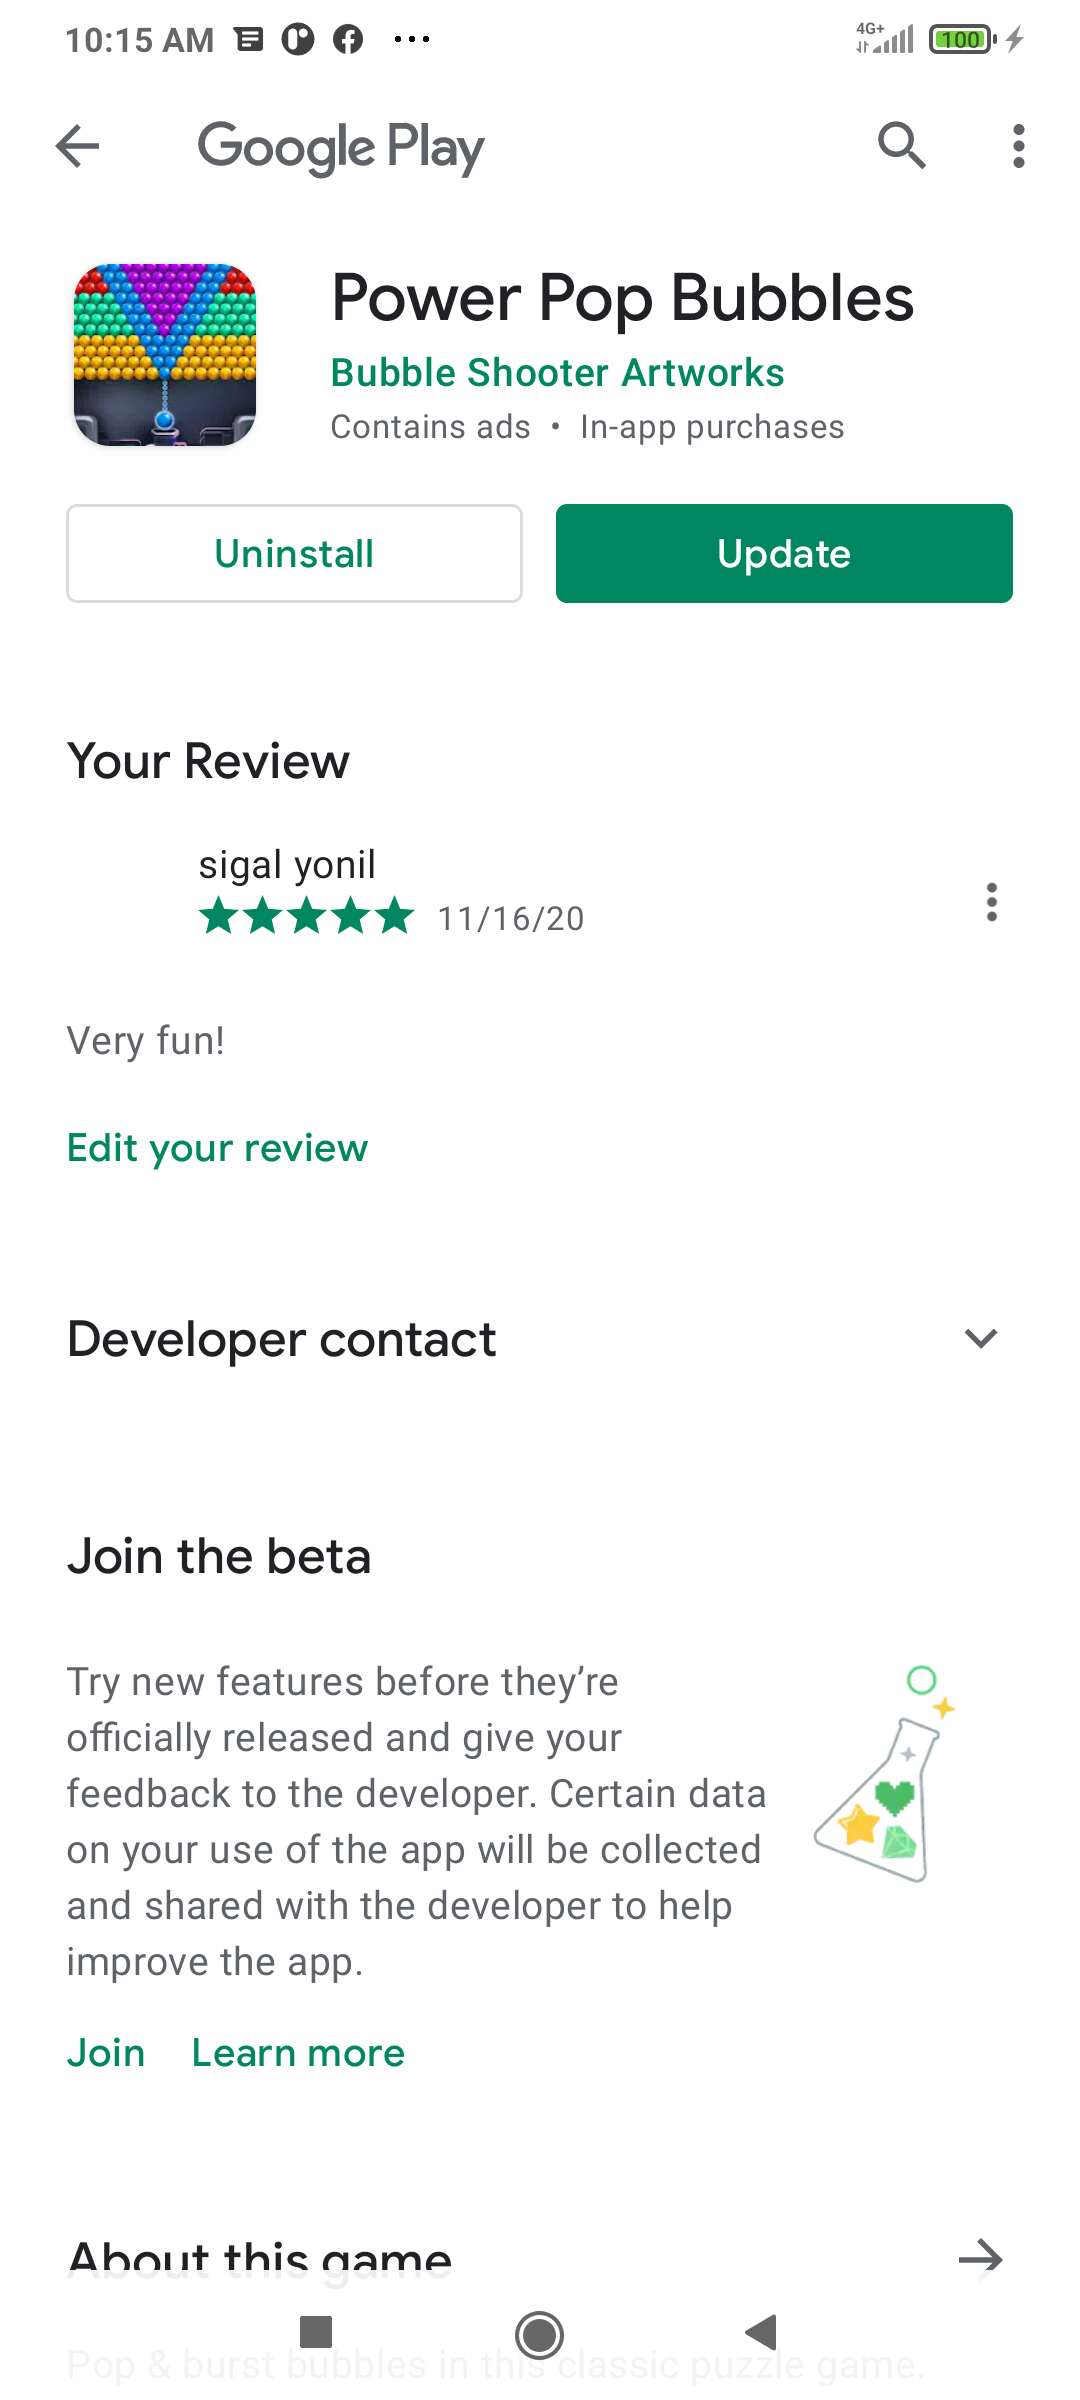 10:15 AM
4G+
100
Google Play
Power Pop Bubbles
Bubble Shooter Artworks
Contains ads • In-app purchases
Uninstall
Update
Your Review
sigal yonil
11/16/20
Very fun!
Edit your review
Developer contact
Join the beta
Try new features before they’re
officially released and give your
feedback to the developer. Certain data
on your use of the app will be collected
and shared with the developer to help
improve the app.
Join Learn more
About this game
Pop & burst bubbles in this classic puzzle game.